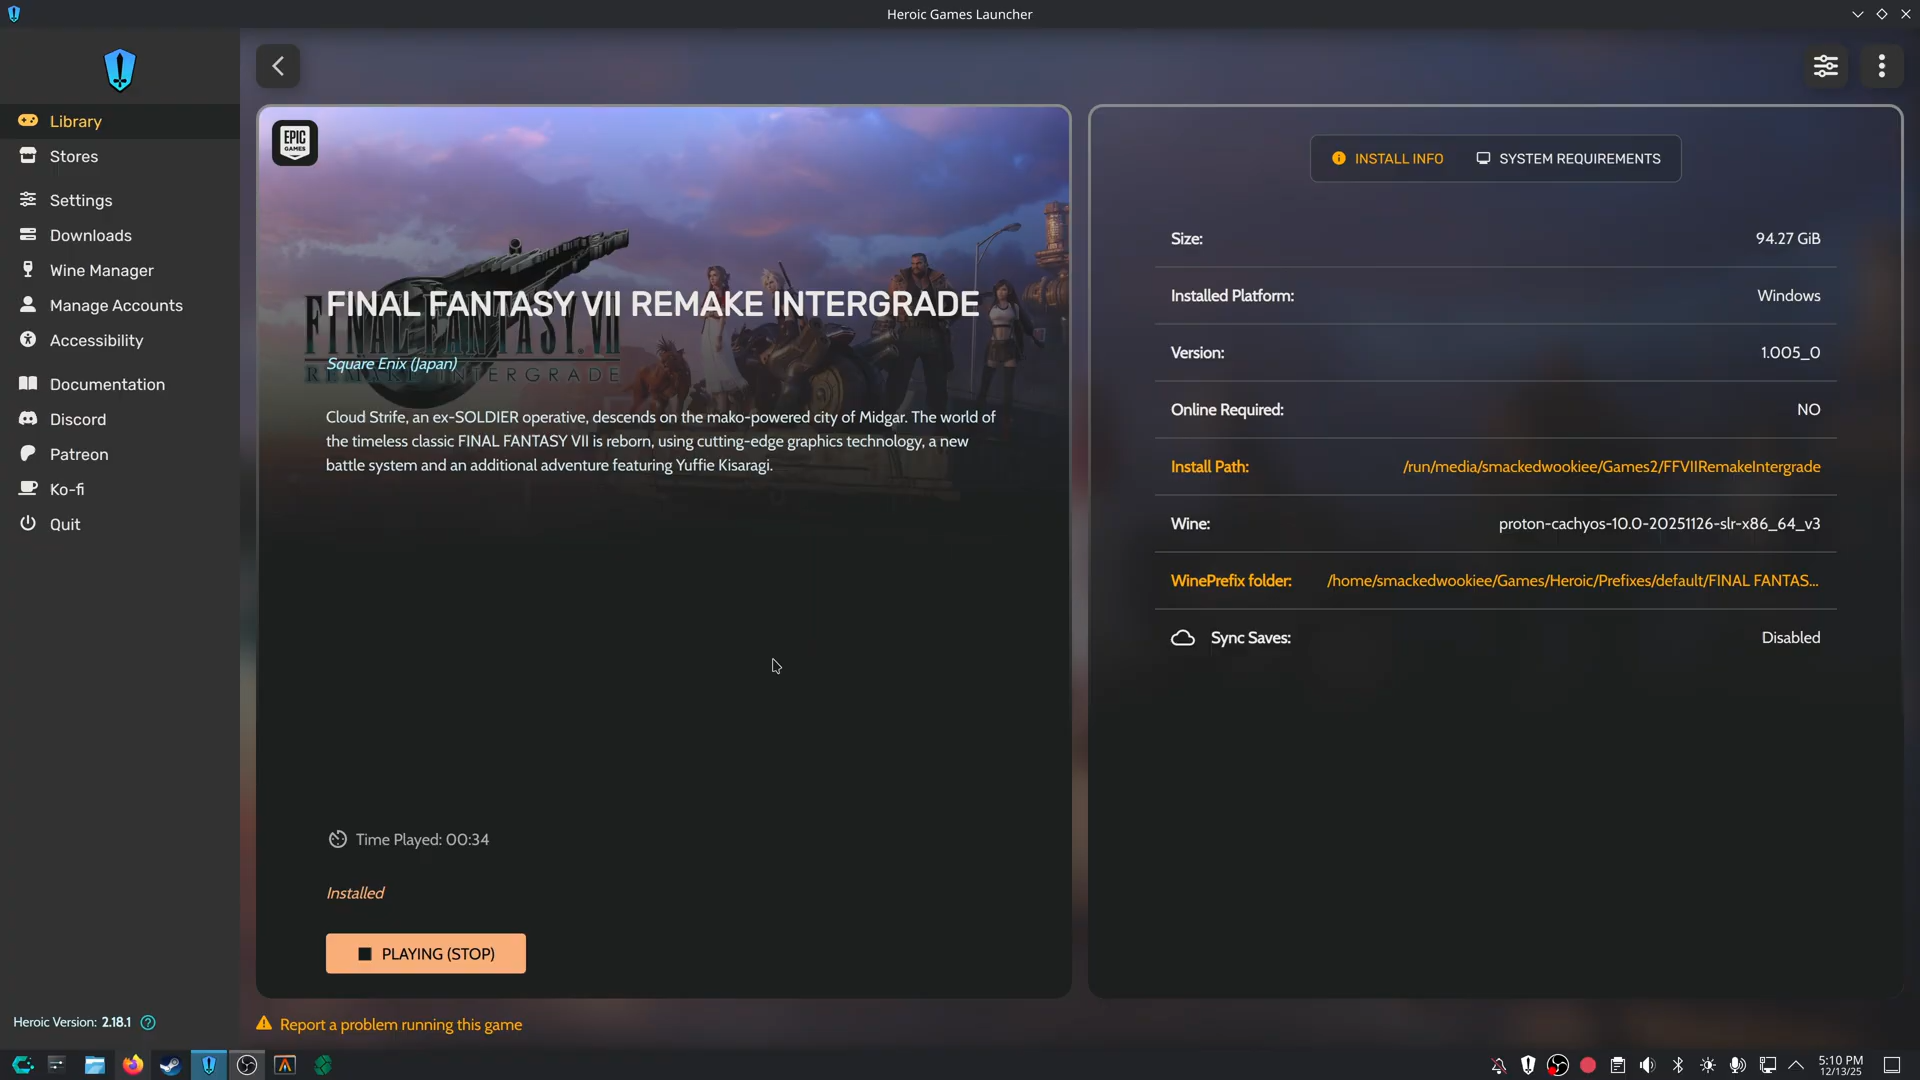 Heroic Games Launcher
Library
Stores
Settings
Downloads
Wine Manager
Manage Accounts
Accessibility
Documentation
Discord
Patreon
Ko-fi
Quit
Heroic Version: 2.18.1
EPIC
GAMES
FINAL FANTASY VII REMAKE INTERGRADE
FINAL FANTASY VII
REMAKE INTERGRADE
Square Enix (Japan)
Cloud Strife, an ex-SOLDIER operative, descends on the mako-powered city of Midgar. The world of
the timeless classic FINAL FANTASY VII is reborn, using cutting-edge graphics technology, a new
battle system and an additional adventure featuring Yuffie Kisaragi.
Time Played: 00:34
Installed
PLAYING (STOP)
Report a problem running this game
INSTALL INFO
SYSTEM REQUIREMENTS
Size: 94.27 GiB
Installed Platform: Windows
Version: 1.005_0
Online Required: NO
Install Path: /run/media/smackedwookiee/Games2/FFVIIRemakeIntergrade
Wine: proton-cachyos-10.0-20251126-slr-x86_64_v3
WinePrefix folder: /home/smackedwookiee/Games/Heroic/Prefixes/default/FINAL FANTAS...
Sync Saves: Disabled
5:10 PM
12/13/25